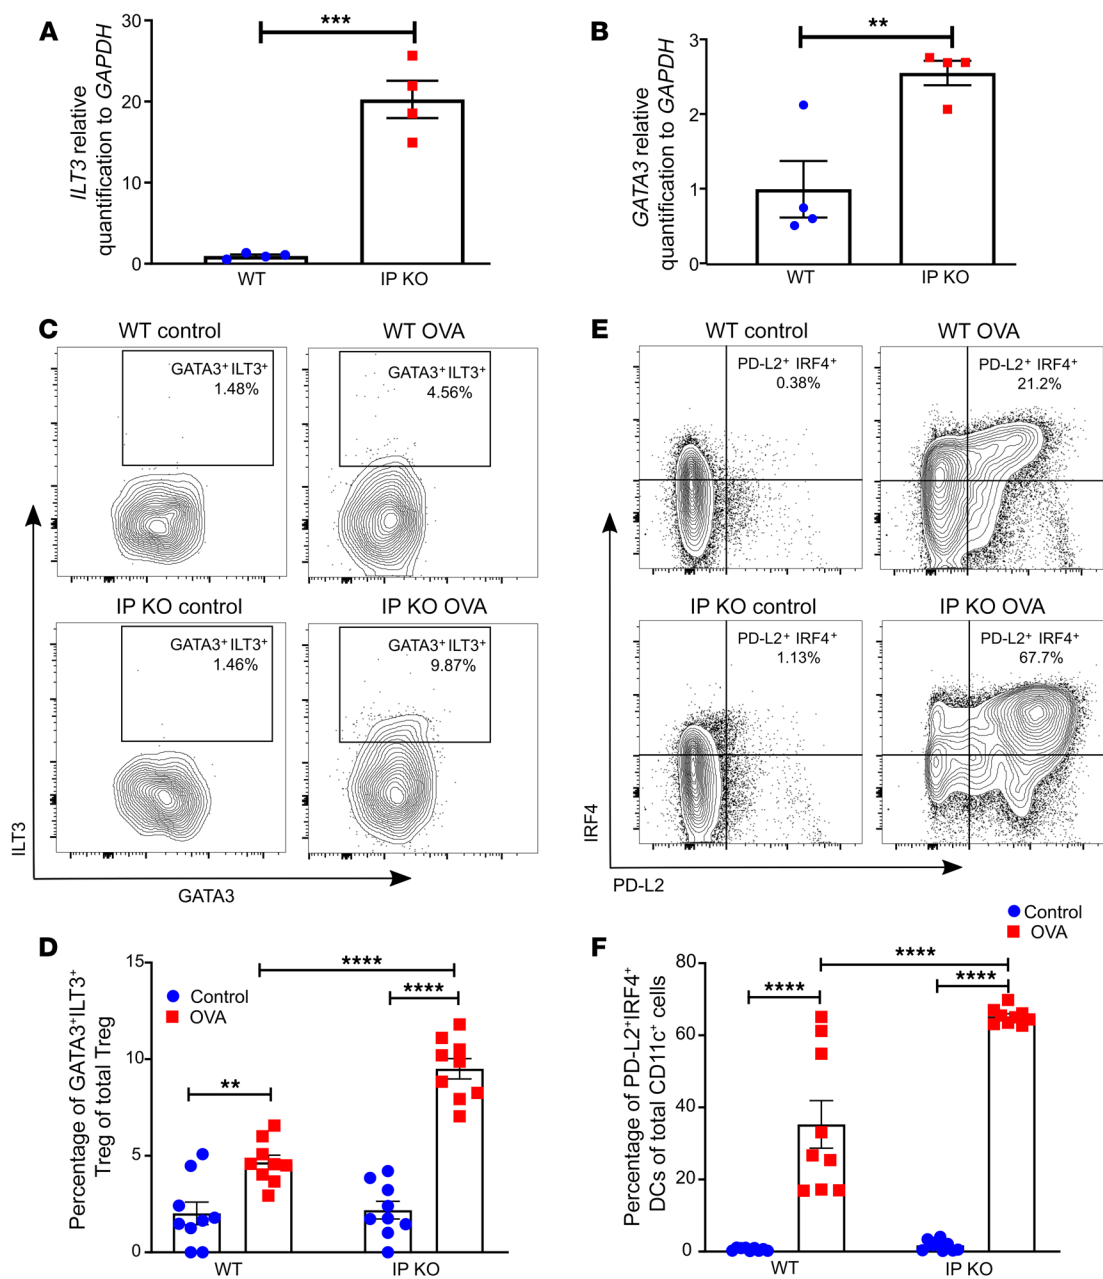 A
ILT3 relative
quantification to GAPDH
30
20
10
0
***
WT
IP KO
B
GATA3 relative
quantification to GAPDH
3
2
1
0
**
WT
IP KO
C
WT control
GATA3⁺ILT3⁺
1.48%
WT OVA
GATA3⁺ILT3⁺
4.56%
IP KO control
GATA3⁺ILT3⁺
1.46%
IP KO OVA
GATA3⁺ILT3⁺
9.87%
ILT3
GATA3
E
WT control
PD-L2⁺ IRF4⁺
0.38%
WT OVA
PD-L2⁺ IRF4⁺
21.2%
IP KO control
PD-L2⁺ IRF4⁺
1.13%
IP KO OVA
PD-L2⁺ IRF4⁺
67.7%
IRF4
PD-L2
D
Percentage of GATA3⁺ILT3⁺
Treg of total Treg
15
10
5
0
Control
OVA
**
****
****
WT
IP KO
F
Control
OVA
Percentage of PD-L2⁺IRF4⁺
DCs of total CD11c⁺ cells
80
60
40
20
0
****
****
****
WT
IP KO